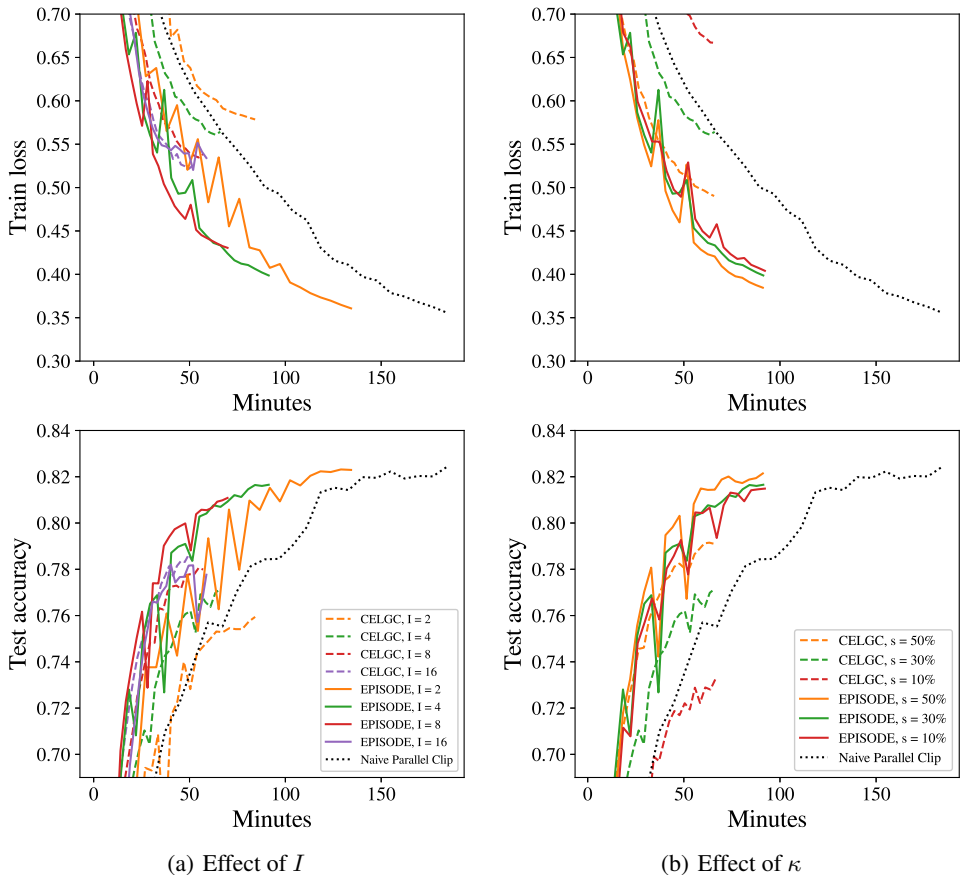 0.70
0.65
0.60
0.55
0.50
0.45
0.40
0.35
0.30
Train loss
0 50 100 150
Minutes
0.70
0.65
0.60
0.55
0.50
0.45
0.40
0.35
0.30
Train loss
0 50 100 150
Minutes
0.84
0.82
0.80
0.78
0.76
0.74
0.72
0.70
Test accuracy
CELGC, I = 2
CELGC, I = 4
CELGC, I = 8
CELGC, I = 16
EPISODE, I = 2
EPISODE, I = 4
EPISODE, I = 8
EPISODE, I = 16
Naive Parallel Clip
0 50 100 150
Minutes
(a) Effect of I
0.84
0.82
0.80
0.78
0.76
0.74
0.72
0.70
Test accuracy
CELGC, s = 50%
CELGC, s = 30%
CELGC, s = 10%
EPISODE, s = 50%
EPISODE, s = 30%
EPISODE, s = 10%
Naive Parallel Clip
0 50 100 150
Minutes
(b) Effect of κ